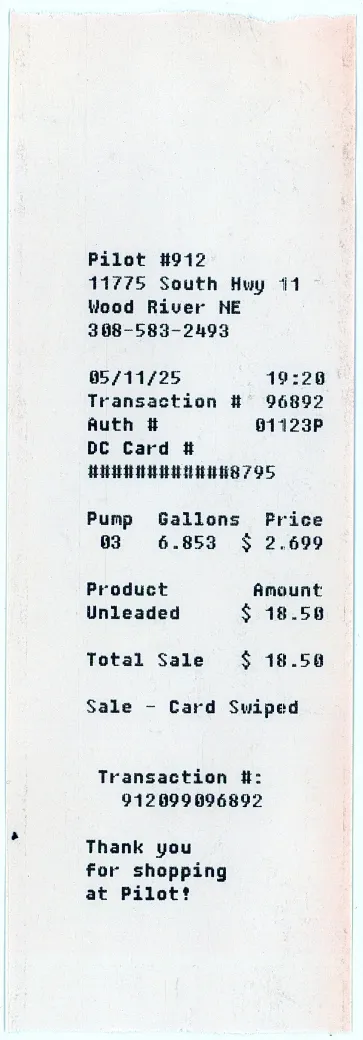 Pilot #912
11775 South Hwy 11
Wood River NE
308-583-2493
05/11/25 19:20
Transaction # 96892
Auth # 01123P
DC Card #
############8795
Pump Gallons Price
03 6.853 $ 2.699
Product Amount
Unleaded $ 18.50
Total Sale $ 18.50
Sale - Card Swiped
Transaction #:
912099096892
Thank you
for shopping
at Pilot!